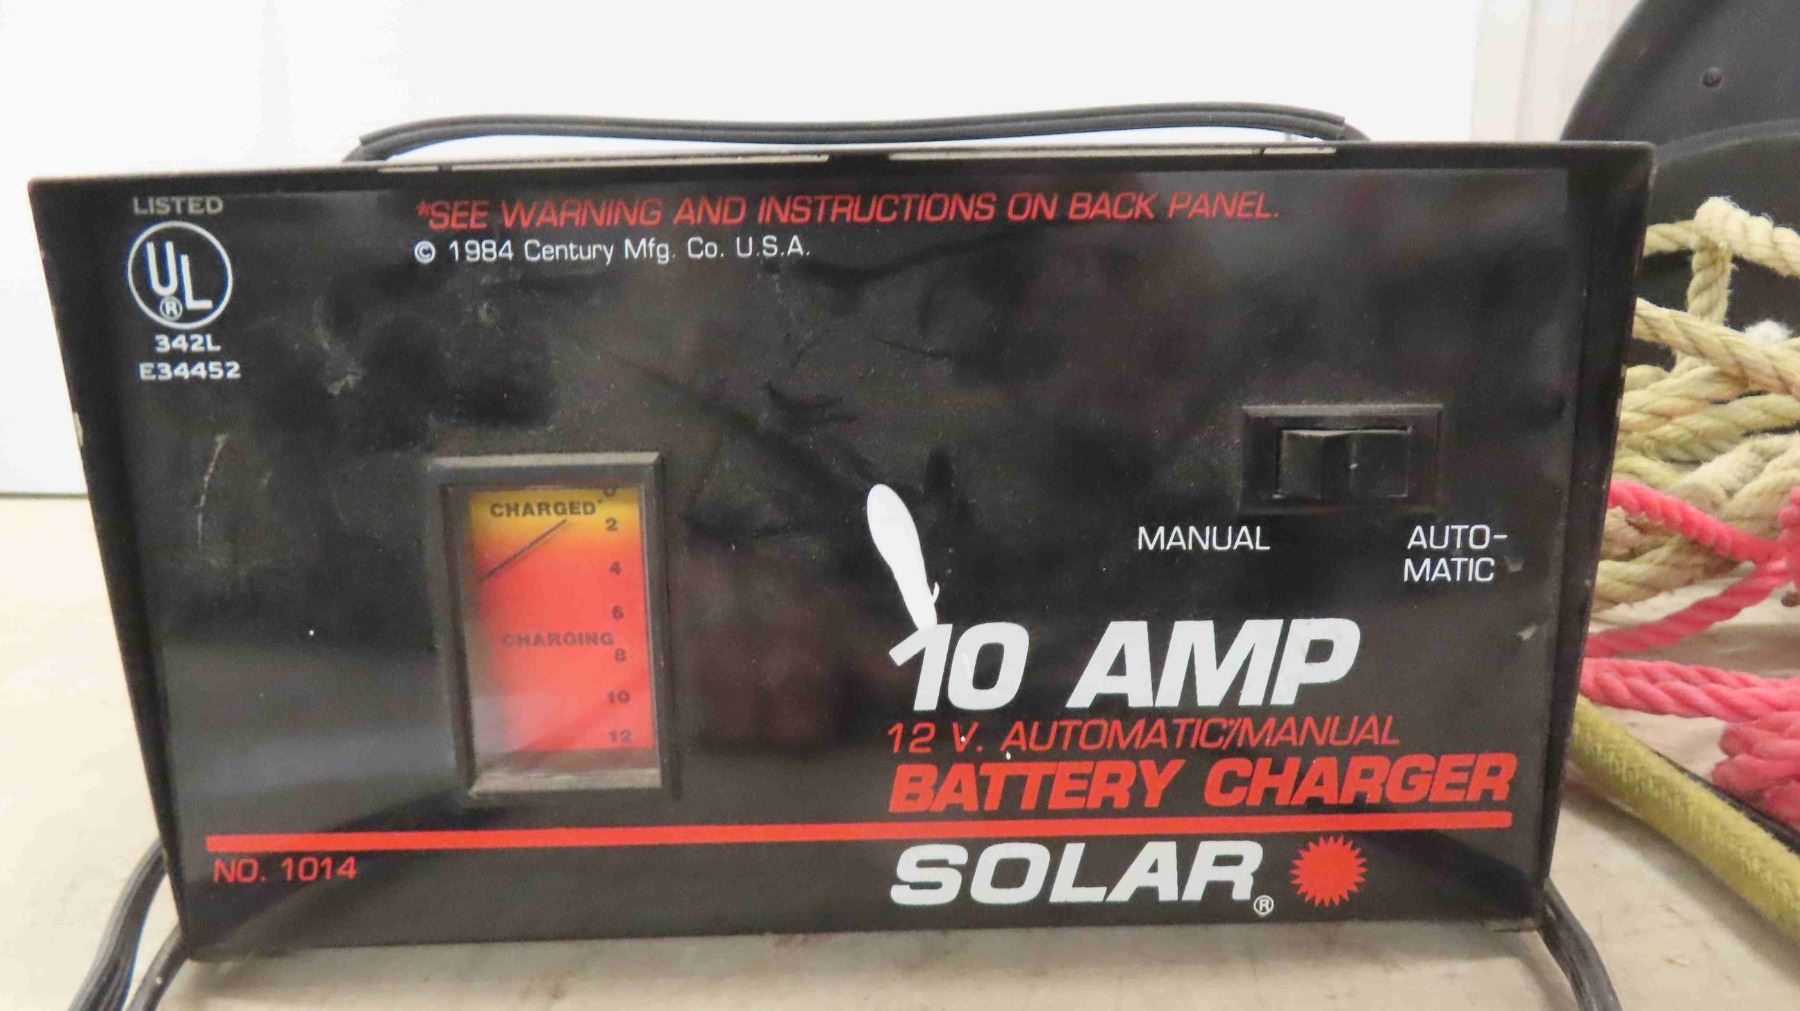 LISTED
UL
®
342L
E34452
*SEE WARNING AND INSTRUCTIONS ON BACK PANEL.
© 1984 Century Mfg. Co. U.S.A.
0
CHARGED
2
4
6
CHARGING
8
10
12
MANUAL
AUTO-
MATIC
10 AMP
12 V. AUTOMATIC/MANUAL
BATTERY CHARGER
NO. 1014
SOLAR®